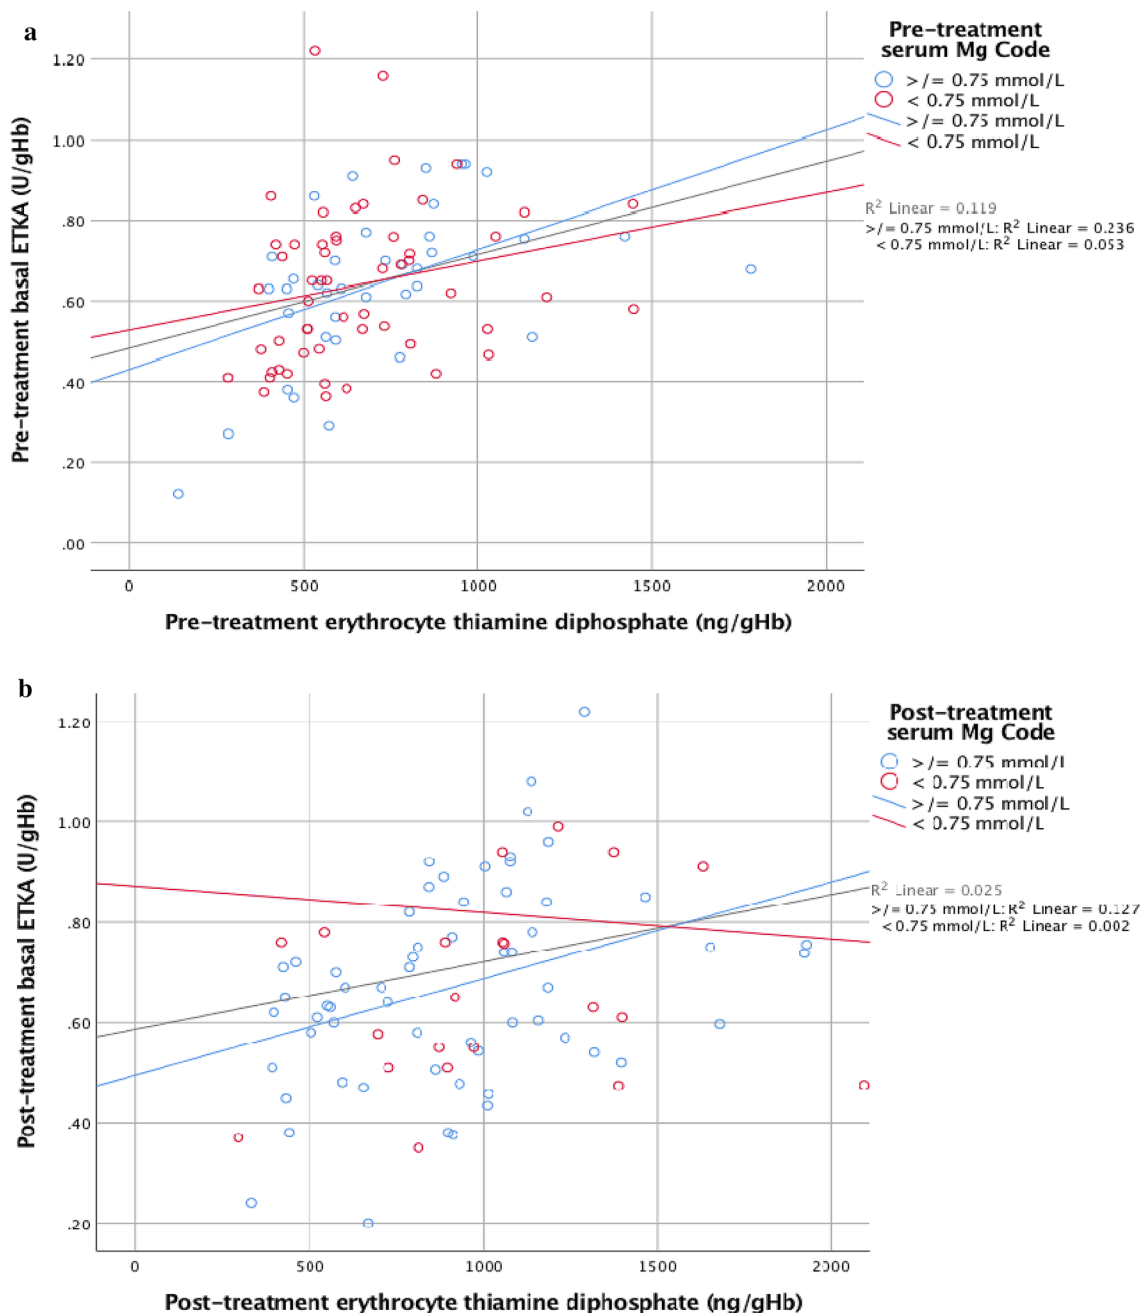 a
Pre-treatment
serum Mg Code
>/= 0.75 mmol/L
< 0.75 mmol/L
>/= 0.75 mmol/L
< 0.75 mmol/L
R² Linear = 0.119
>/= 0.75 mmol/L: R² Linear = 0.236
< 0.75 mmol/L: R² Linear = 0.053
Pre-treatment basal ETKA (U/gHb)
1.20
1.00
.80
.60
.40
.20
.00
0 500 1000 1500 2000
Pre-treatment erythrocyte thiamine diphosphate (ng/gHb)
b
Post-treatment
serum Mg Code
>/= 0.75 mmol/L
< 0.75 mmol/L
>/= 0.75 mmol/L
< 0.75 mmol/L
R² Linear = 0.025
>/= 0.75 mmol/L: R² Linear = 0.127
< 0.75 mmol/L: R² Linear = 0.002
Post-treatment basal ETKA (U/gHb)
1.20
1.00
.80
.60
.40
.20
0 500 1000 1500 2000
Post-treatment erythrocyte thiamine diphosphate (ng/gHb)